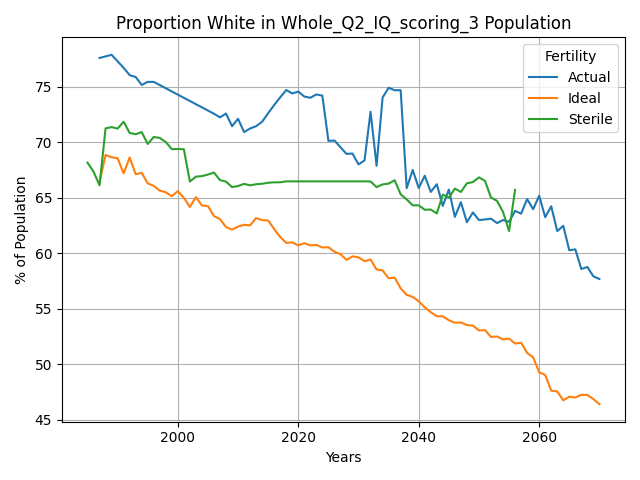 Proportion White in Whole_Q2_IQ_scoring_3 Population
Fertility
Actual
Ideal
Sterile
% of Population
75
70
65
60
55
50
45
2000
2020
2040
2060
Years